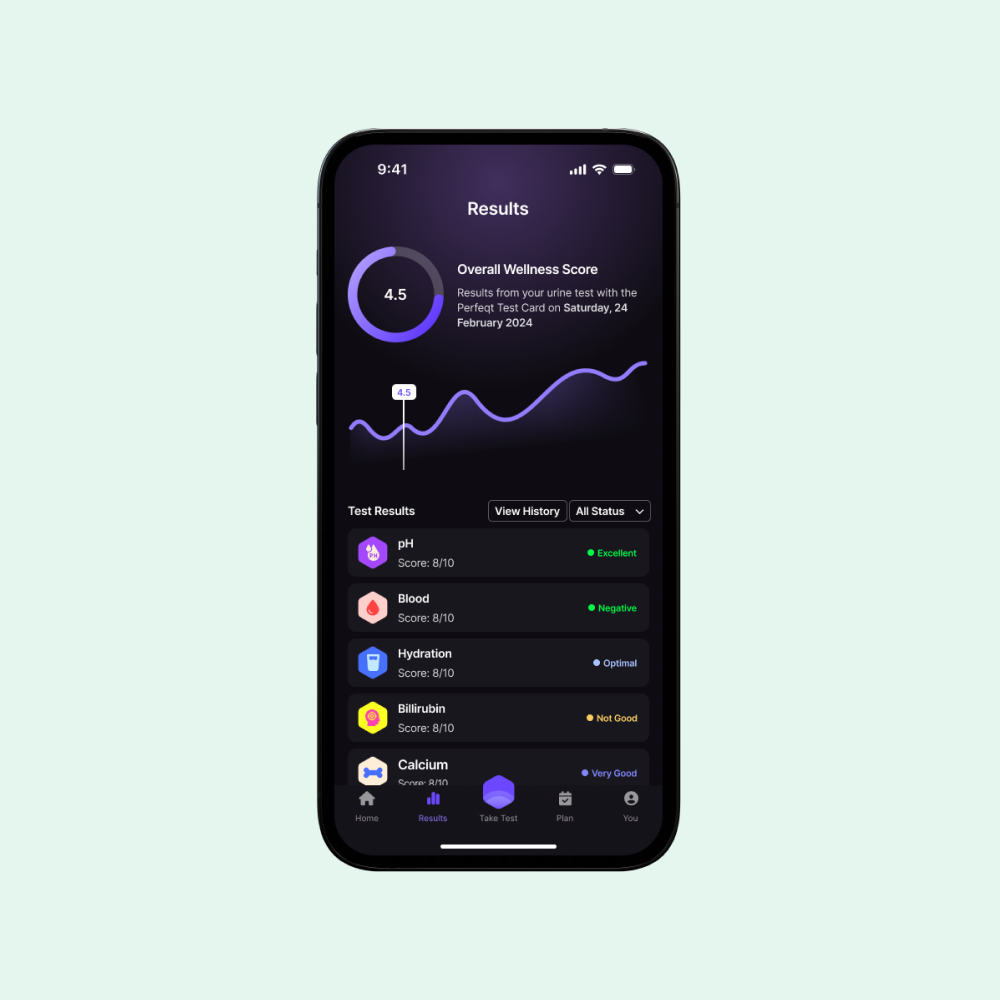 9:41
Results
4.5
Overall Wellness Score
Results from your urine test with the
Perfeqt Test Card on Saturday, 24
February 2024
4.5
Test Results
View History
All Status
pH
PH
Score: 8/10
Excellent
Blood
Score: 8/10
Negative
Hydration
Score: 8/10
Optimal
Billirubin
Score: 8/10
Not Good
Calcium
Score: 8/10
Very Good
Home
Results
Take Test
Plan
You